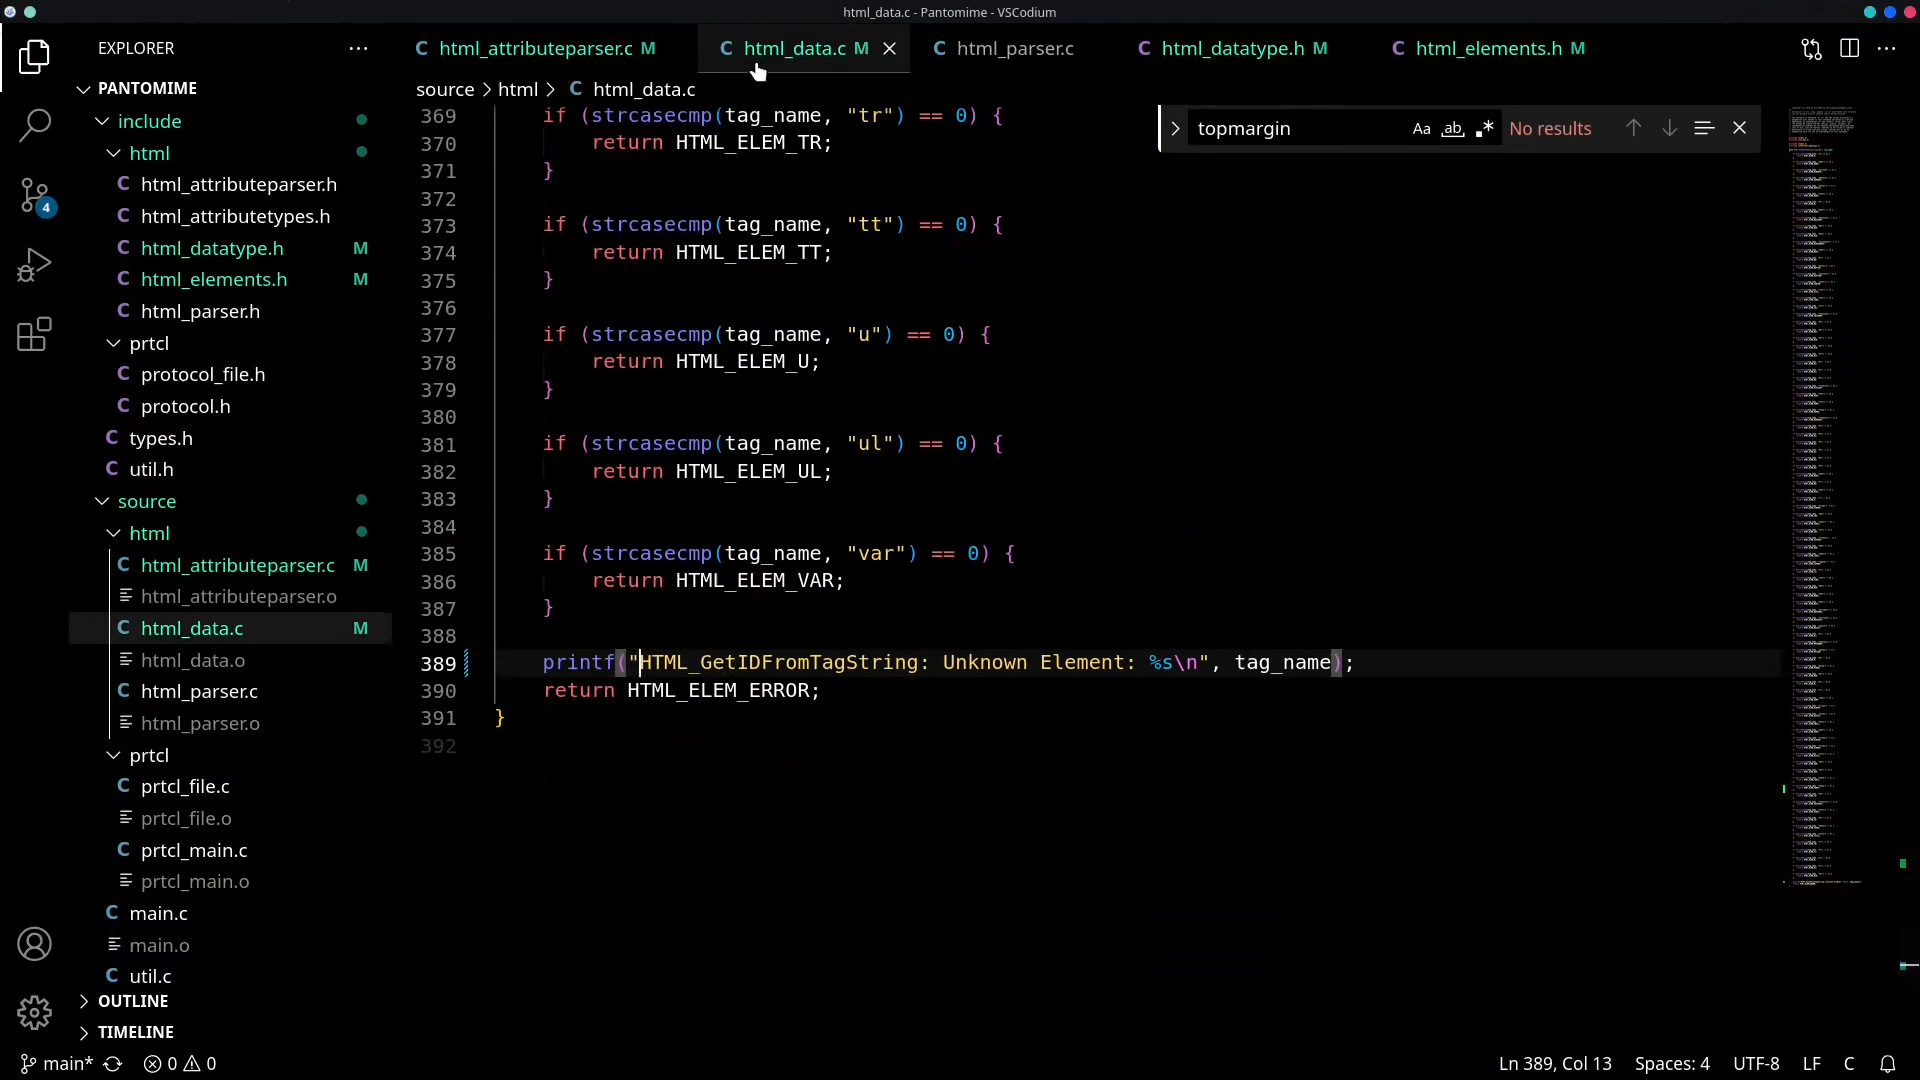 html_data.c - Pantomime - VSCodium
EXPLORER
html_attributeparser.c M
html_data.c M
html_parser.c
html_datatype.h M
html_elements.h M
PANTOMIME
source > html > C html_data.c
include
html
html_attributeparser.h
html_attributetypes.h
html_datatype.h M
html_elements.h M
html_parser.h
prtcl
protocol_file.h
protocol.h
types.h
util.h
source
html
html_attributeparser.c M
html_attributeparser.o
html_data.c M
html_data.o
html_parser.c
html_parser.o
prtcl
prtcl_file.c
prtcl_file.o
prtcl_main.c
prtcl_main.o
main.c
main.o
util.c
OUTLINE
TIMELINE
4
topmargin
Aa ab .* No results
369 if (strcasecmp(tag_name, "tr") == 0) {
370 return HTML_ELEM_TR;
371 }
372
373 if (strcasecmp(tag_name, "tt") == 0) {
374 return HTML_ELEM_TT;
375 }
376
377 if (strcasecmp(tag_name, "u") == 0) {
378 return HTML_ELEM_U;
379 }
380
381 if (strcasecmp(tag_name, "ul") == 0) {
382 return HTML_ELEM_UL;
383 }
384
385 if (strcasecmp(tag_name, "var") == 0) {
386 return HTML_ELEM_VAR;
387 }
388
389 printf("HTML_GetIDFromTagString: Unknown Element: %s\n", tag_name);
390 return HTML_ELEM_ERROR;
391 }
392
main* 0 0
Ln 389, Col 13 Spaces: 4 UTF-8 LF C